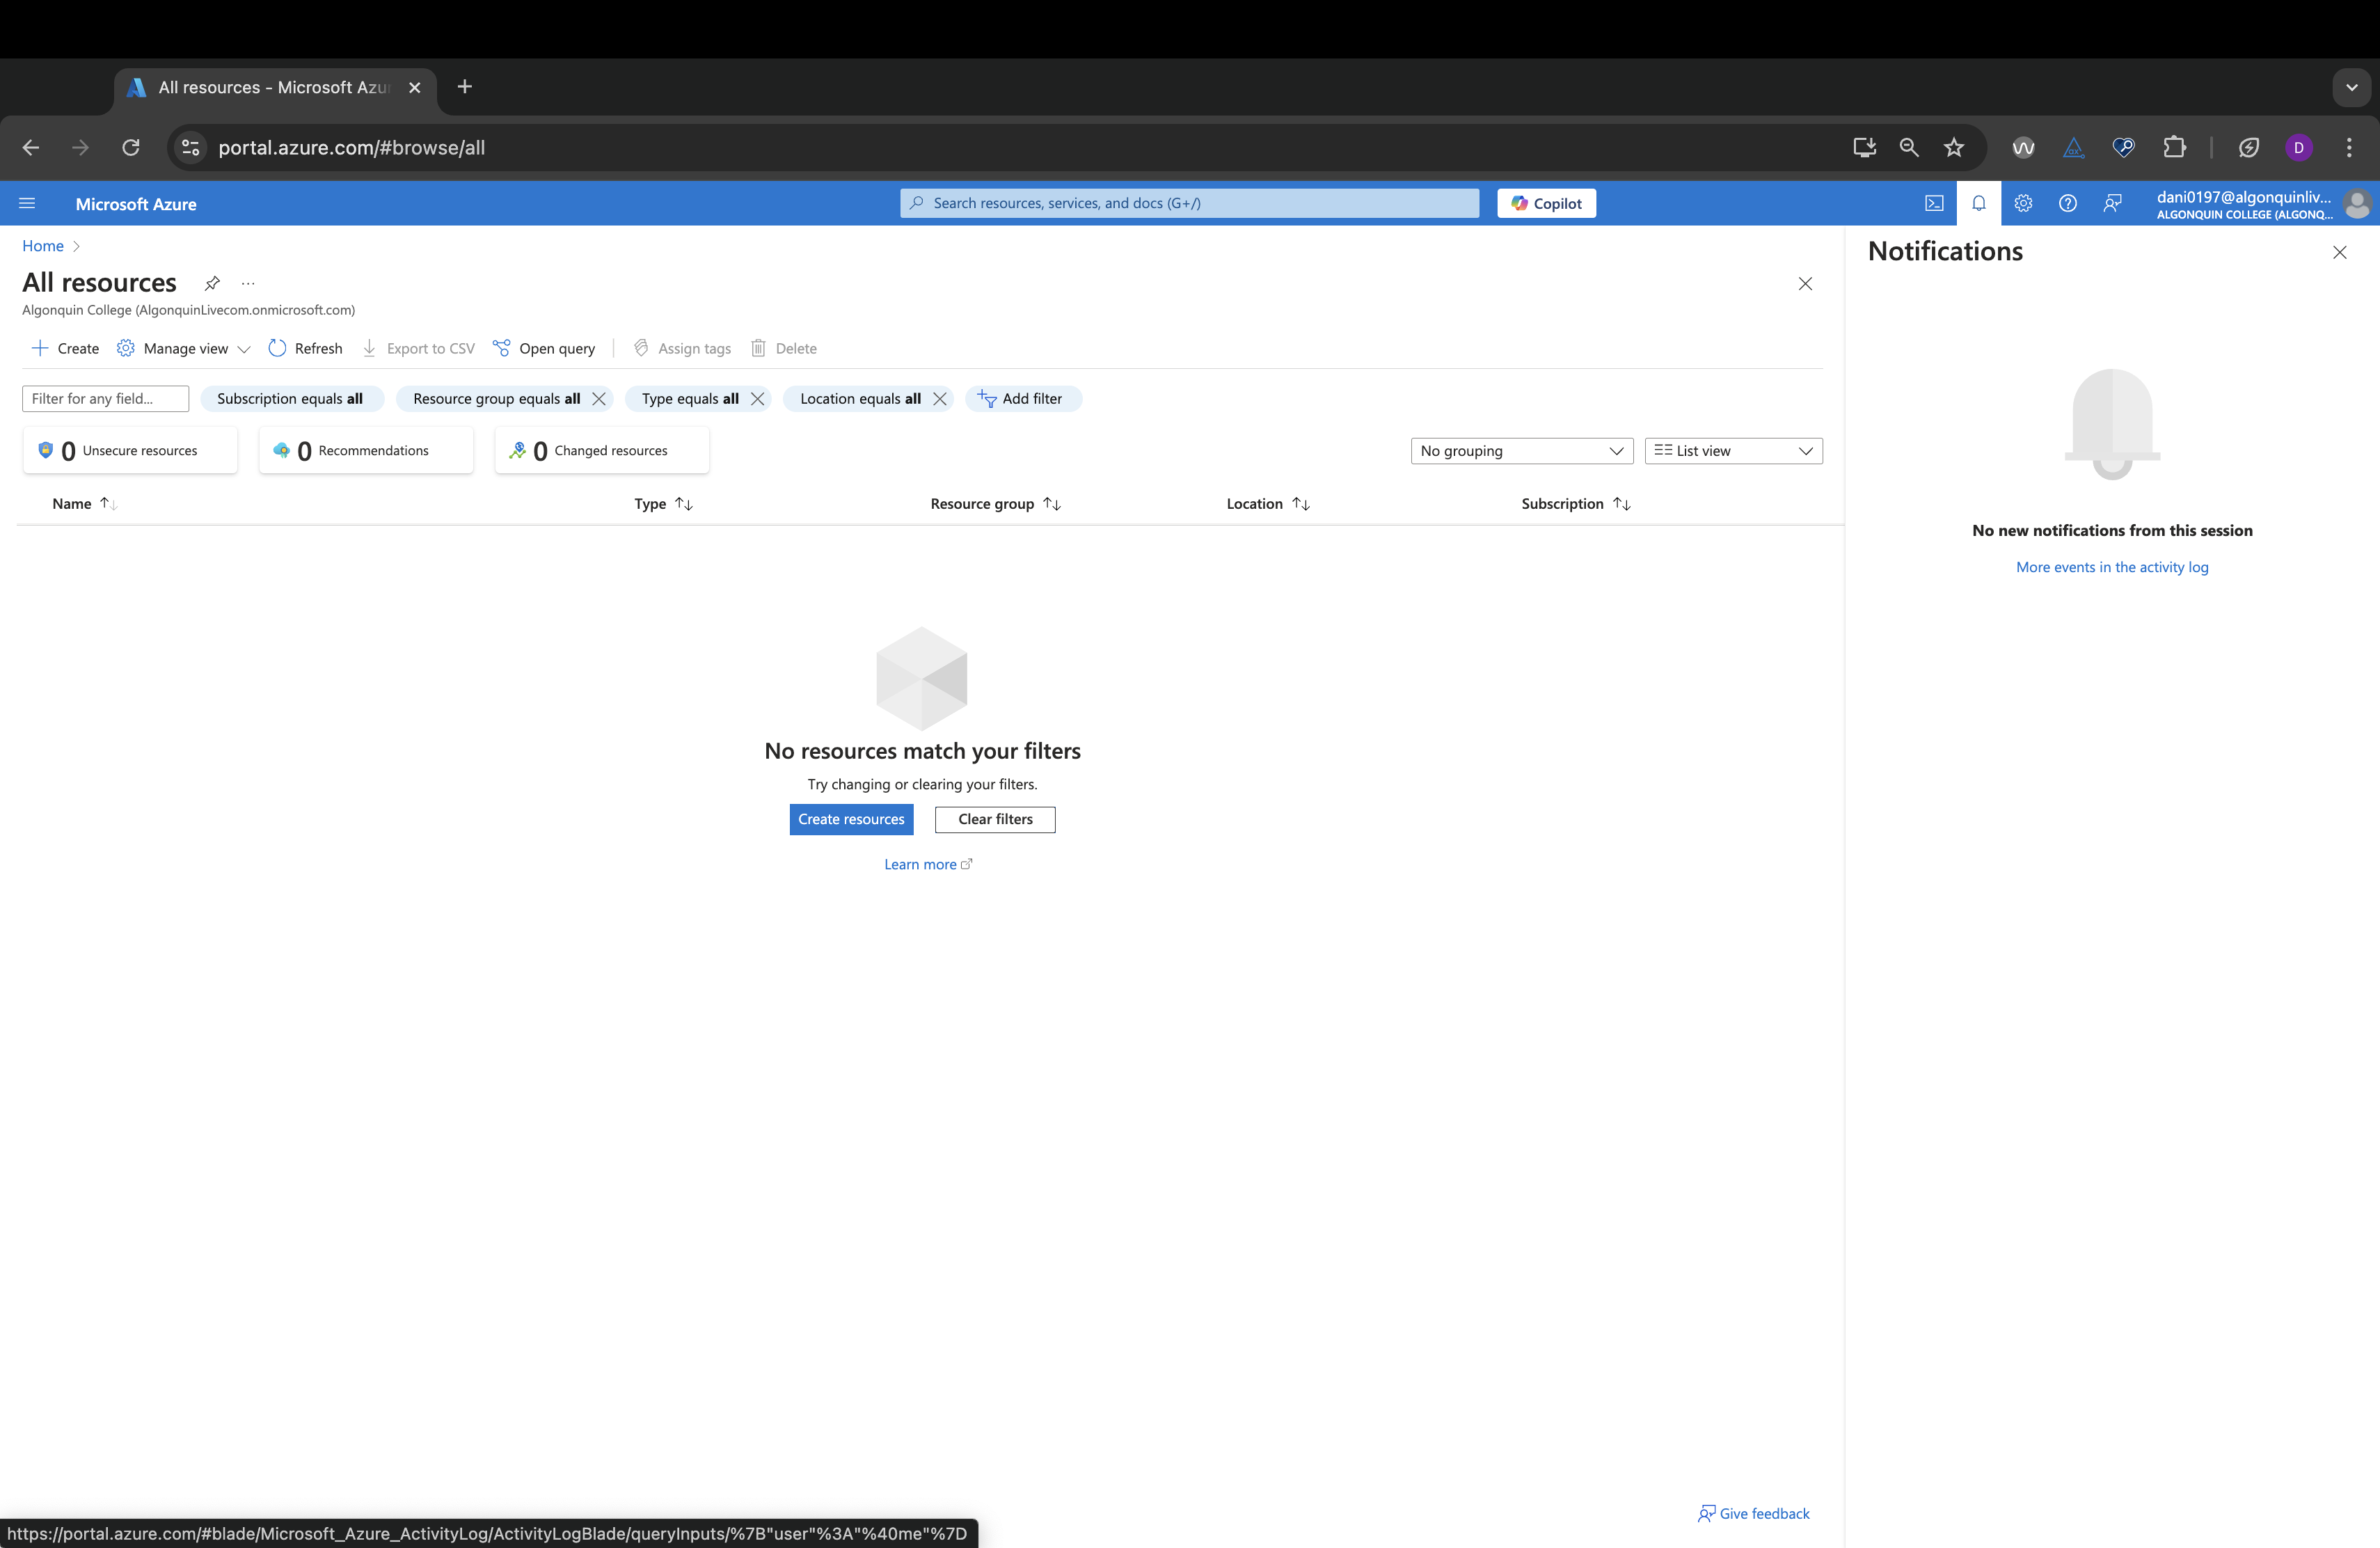 All resources - Microsoft Azu
portal.azure.com/#browse/all
D
Microsoft Azure
Search resources, services, and docs (G+/)
Copilot
dani0197@algonquinliv...
ALGONQUIN COLLEGE (ALGONQ...
Home
All resources
Algonquin College (AlgonquinLivecom.onmicrosoft.com)
Create
Manage view
Refresh
Export to CSV
Open query
Assign tags
Delete
Filter for any field...
Subscription equals all
Resource group equals all
Type equals all
Location equals all
Add filter
0 Unsecure resources
0 Recommendations
0 Changed resources
No grouping
List view
Name
Type
Resource group
Location
Subscription
No resources match your filters
Try changing or clearing your filters.
Create resources
Clear filters
Learn more
Give feedback
Notifications
No new notifications from this session
More events in the activity log
https://portal.azure.com/#blade/Microsoft_Azure_ActivityLog/ActivityLogBlade/queryInputs/%7B"user"%3A"%40me"%7D